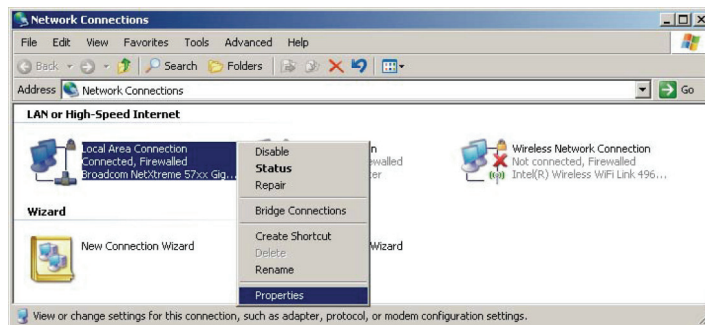 Network Connections
File Edit View Favorites Tools Advanced Help
Back Search Folders
Address Network Connections Go
LAN or High-Speed Internet
Local Area Connection
Connected, Firewalled
Broadcom NetXtreme 57xx Gig...
Disable
Status
Repair
Bridge Connections
Create Shortcut
Delete
Rename
Properties
Wireless Network Connection
Not connected, Firewalled
Intel(R) Wireless WiFi Link 496...
Wizard
New Connection Wizard
Wizard
View or change settings for this connection, such as adapter, protocol, or modem configuration settings.